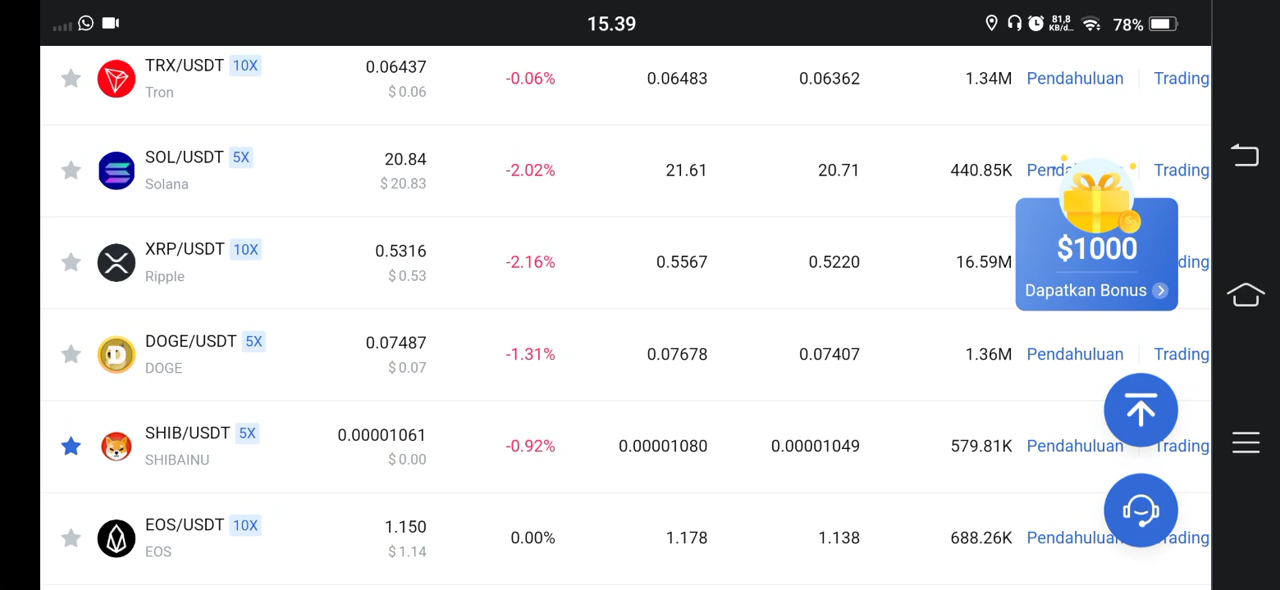 15.39
81,8
KB/d...
78%
TRX/USDT 10X 0.06437 -0.06% 0.06483 0.06362 1.34M Pendahuluan Trading
Tron $ 0.06
SOL/USDT 5X 20.84 -2.02% 21.61 20.71 440.85K Trading
Solana $ 20.83
XRP/USDT 10X 0.5316 -2.16% 0.5567 0.5220 16.59M
Ripple $ 0.53
$1000
Dapatkan Bonus
DOGE/USDT 5X 0.07487 -1.31% 0.07678 0.07407 1.36M Pendahuluan Trading
DOGE $ 0.07
SHIB/USDT 5X 0.00001061 -0.92% 0.00001080 0.00001049 579.81K Pendahuluan Trading
SHIBAINU $ 0.00
EOS/USDT 10X 1.150 0.00% 1.178 1.138 688.26K Pendahuluan Trading
EOS $ 1.14